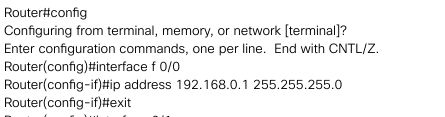 Router#config
Configuring from terminal, memory, or network [terminal]?
Enter configuration commands, one per line.  End with CNTL/Z.
Router(config)#interface f 0/0
Router(config-if)#ip address 192.168.0.1 255.255.255.0
Router(config-if)#exit